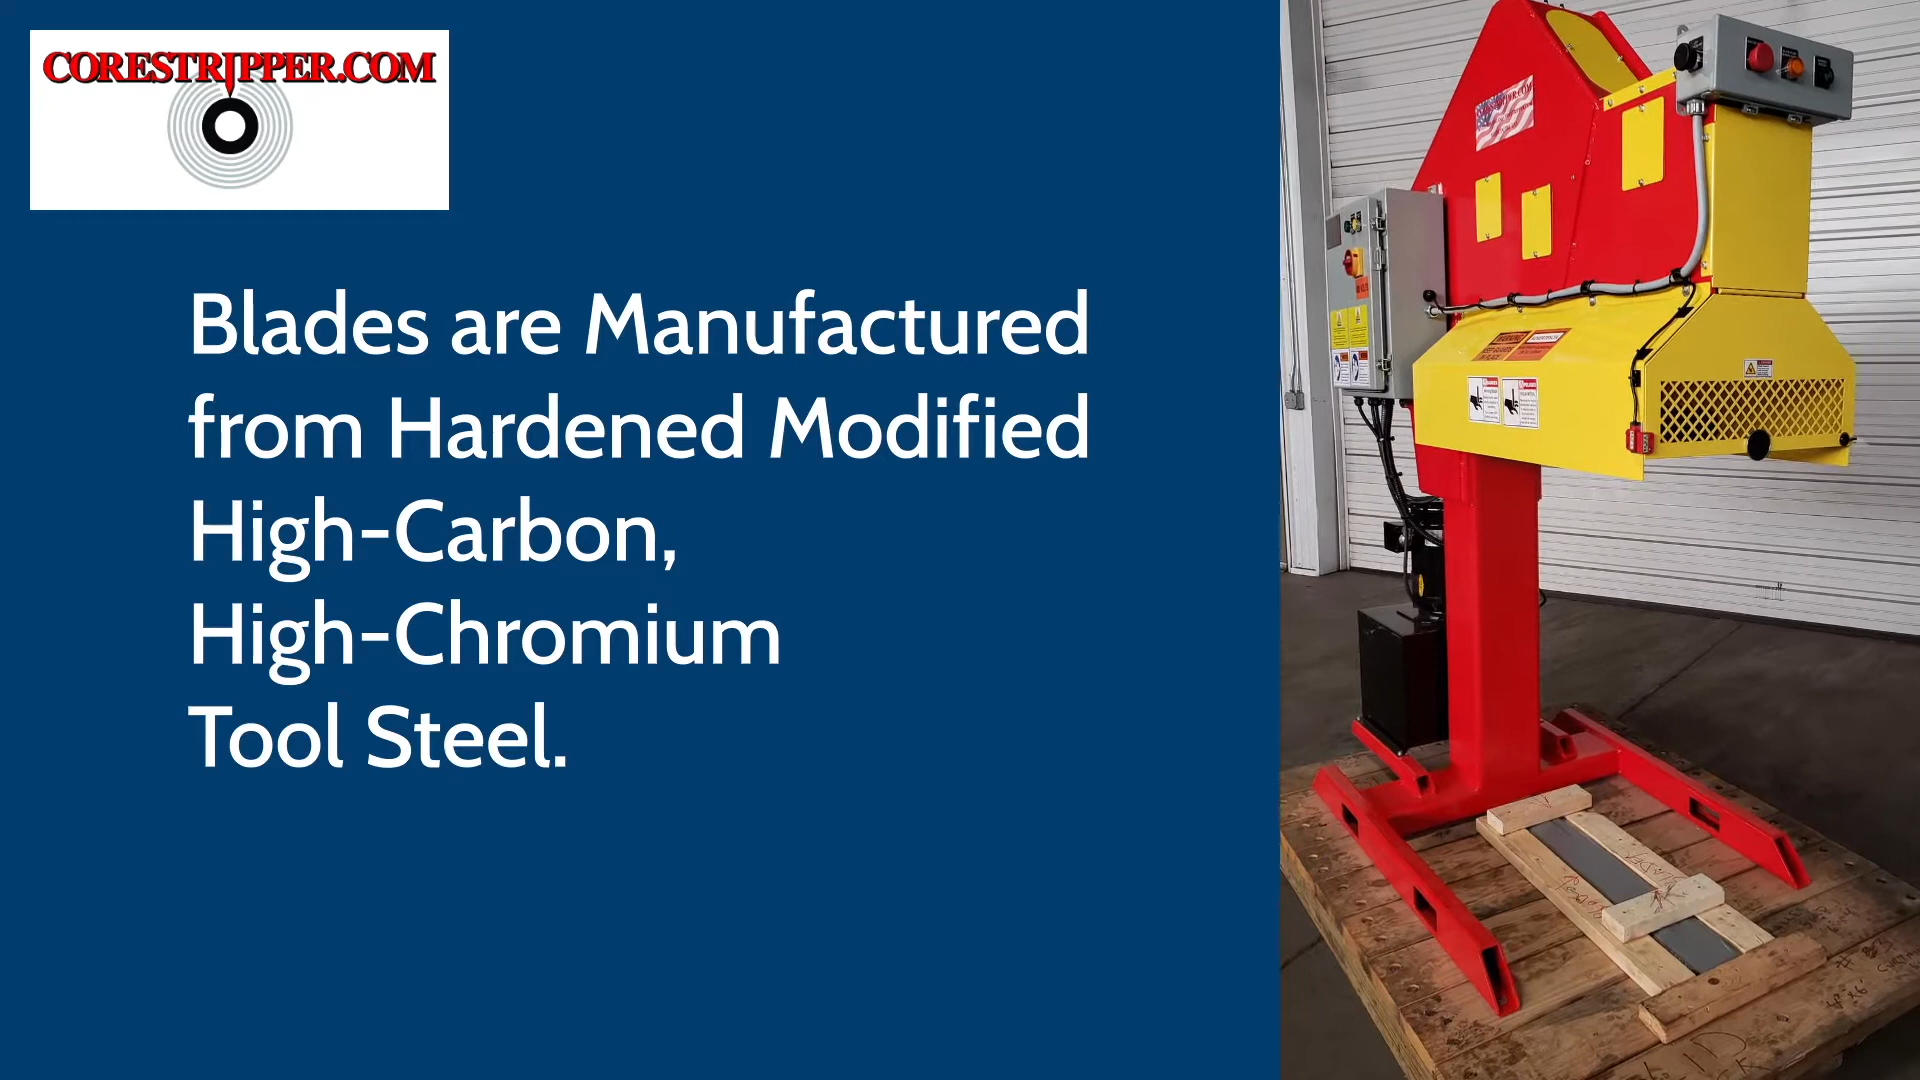 CORESTRIPPER.COM
Blades are Manufactured
from Hardened Modified
High-Carbon,
High-Chromium
Tool Steel.